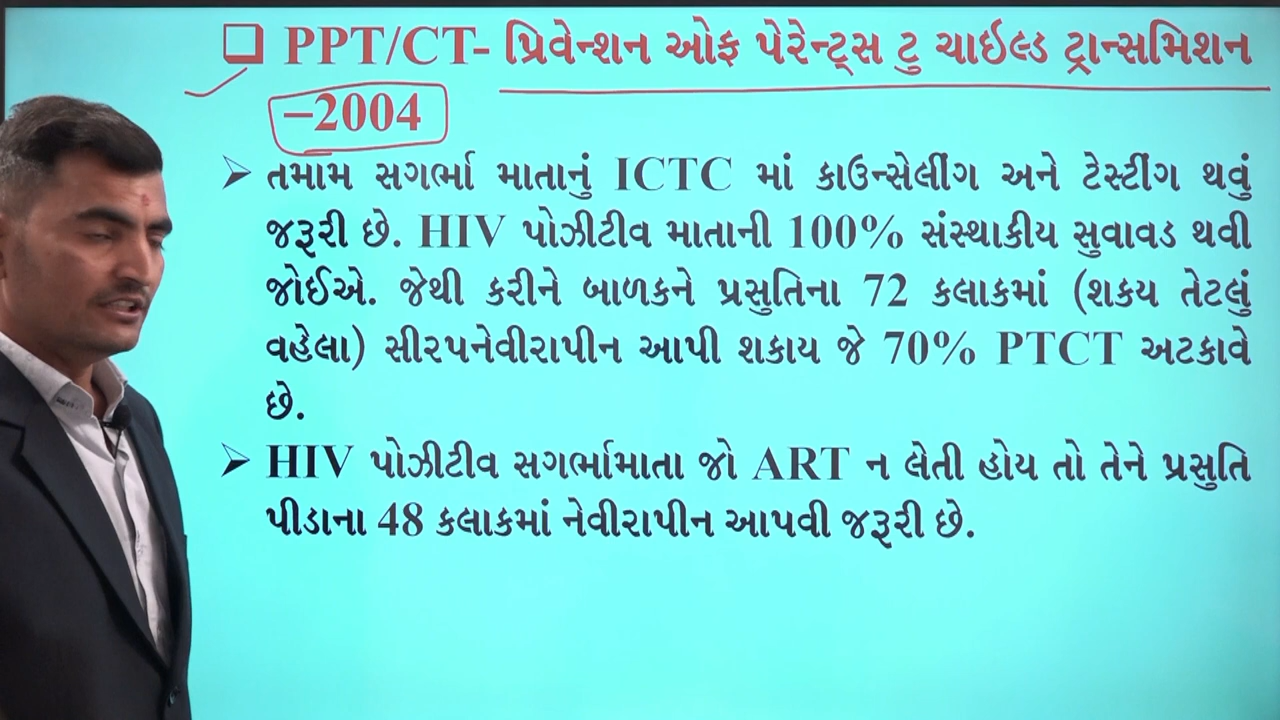 PPT/CT- પ્રિવેન્શન ઓફ પેરેન્ટ્સ ટુ ચાઇલ્ડ ટ્રાન્સમિશન
–2004
તમામ સગર્ભા માતાનું ICTC માં કાઉન્સેલીંગ અને ટેસ્ટીંગ થવું
જરૂરી છે. HIV પોઝીટીવ માતાની 100% સંસ્થાકીય સુવાવડ થવી
જોઈએ. જેથી કરીને બાળકને પ્રસુતિના 72 કલાકમાં (શકય તેટલું
વહેલા) સીરપનેવીરાપીન આપી શકાય જે 70% PTCT અટકાવે
છે.
HIV પોઝીટીવ સગર્ભામાતા જો ART ન લેતી હોય તો તેને પ્રસુતિ
પીડાના 48 કલાકમાં નેવીરાપીન આપવી જરૂરી છે.